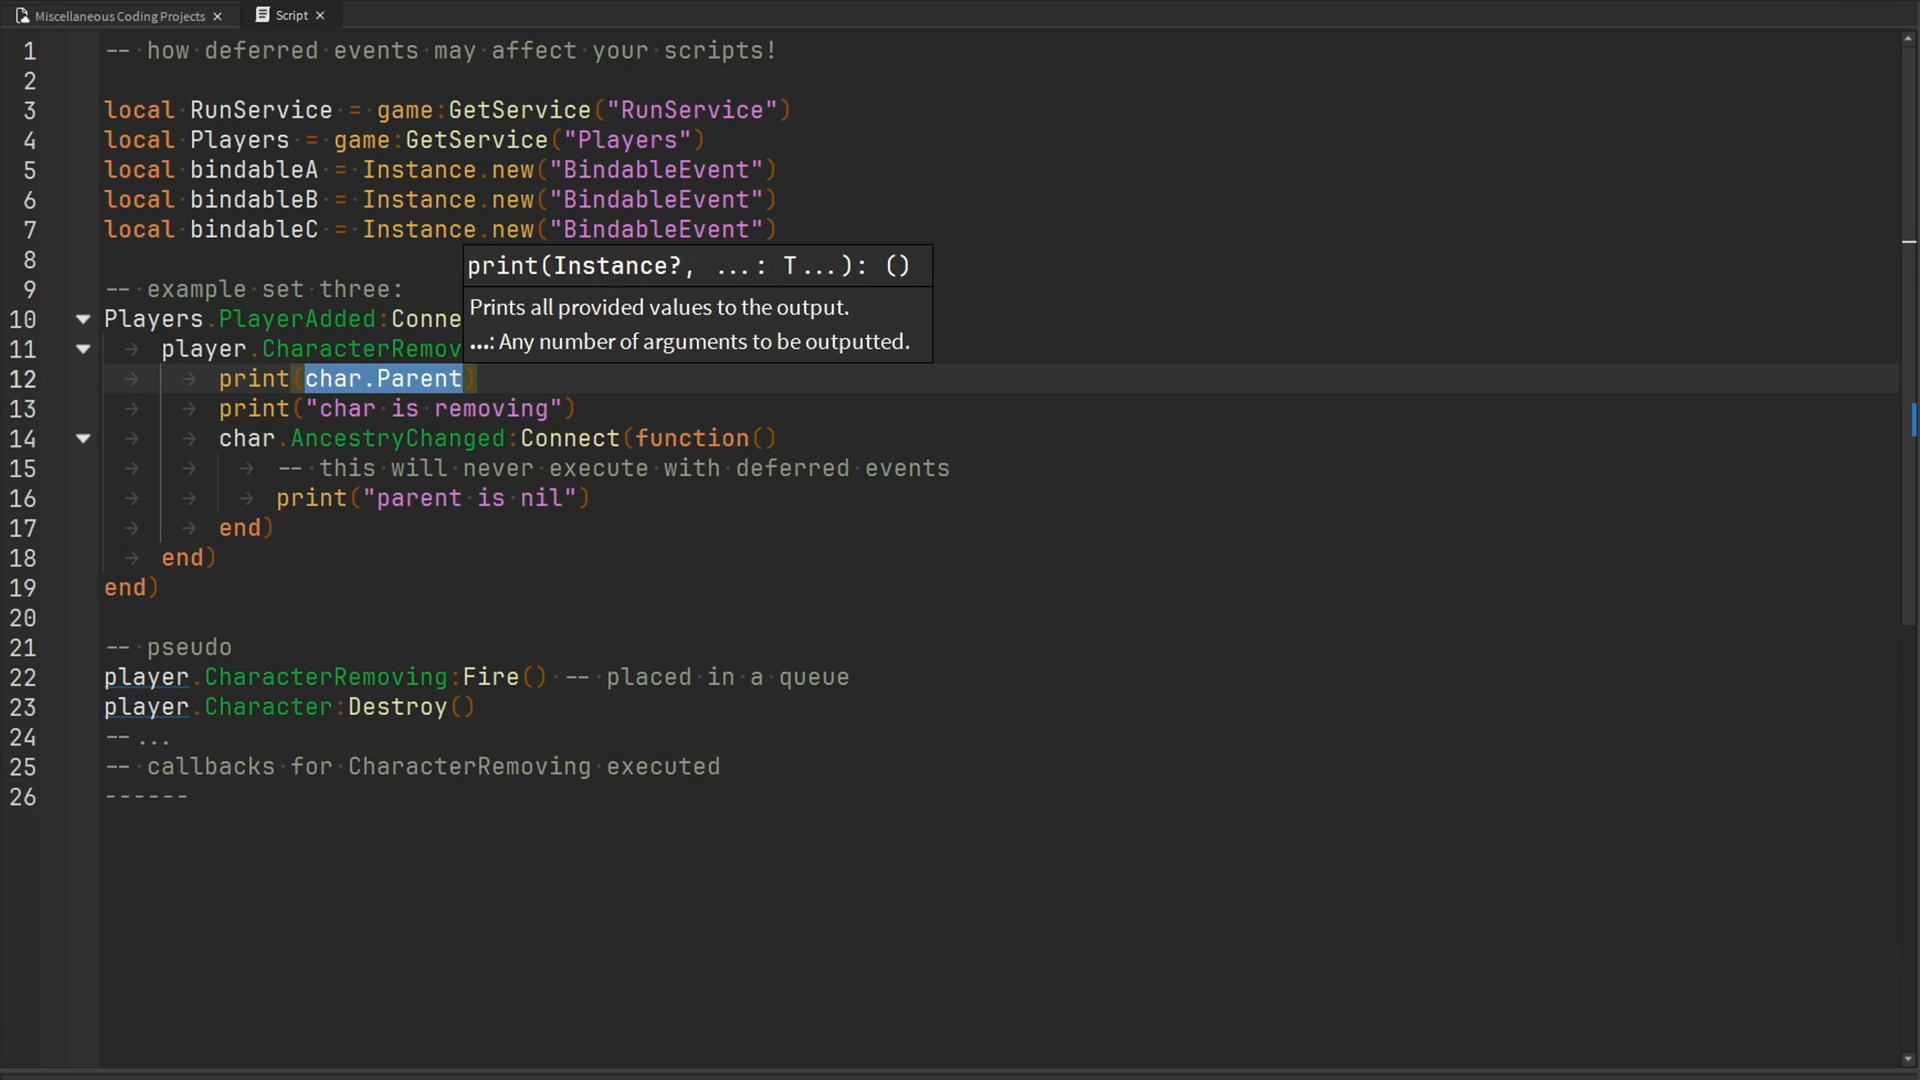 Miscellaneous Coding Projects
Script
1 -- how deferred events may affect your scripts!
2
3 local RunService = game:GetService("RunService")
4 local Players = game:GetService("Players")
5 local bindableA = Instance.new("BindableEvent")
6 local bindableB = Instance.new("BindableEvent")
7 local bindableC = Instance.new("BindableEvent")
8
print(Instance?, ...: T...): ()
9 -- example set three:
Prints all provided values to the output.
10 Players.PlayerAdded:Conne
11 player.CharacterRemov
...: Any number of arguments to be outputted.
12 print(char.Parent)
13 print("char is removing")
14 char.AncestryChanged:Connect(function()
15 -- this will never execute with deferred events
16 print("parent is nil")
17 end)
18 end)
19 end)
20
21 -- pseudo
22 player.CharacterRemoving:Fire() -- placed in a queue
23 player.Character:Destroy()
24 -- ...
25 -- callbacks for CharacterRemoving executed
26 ------